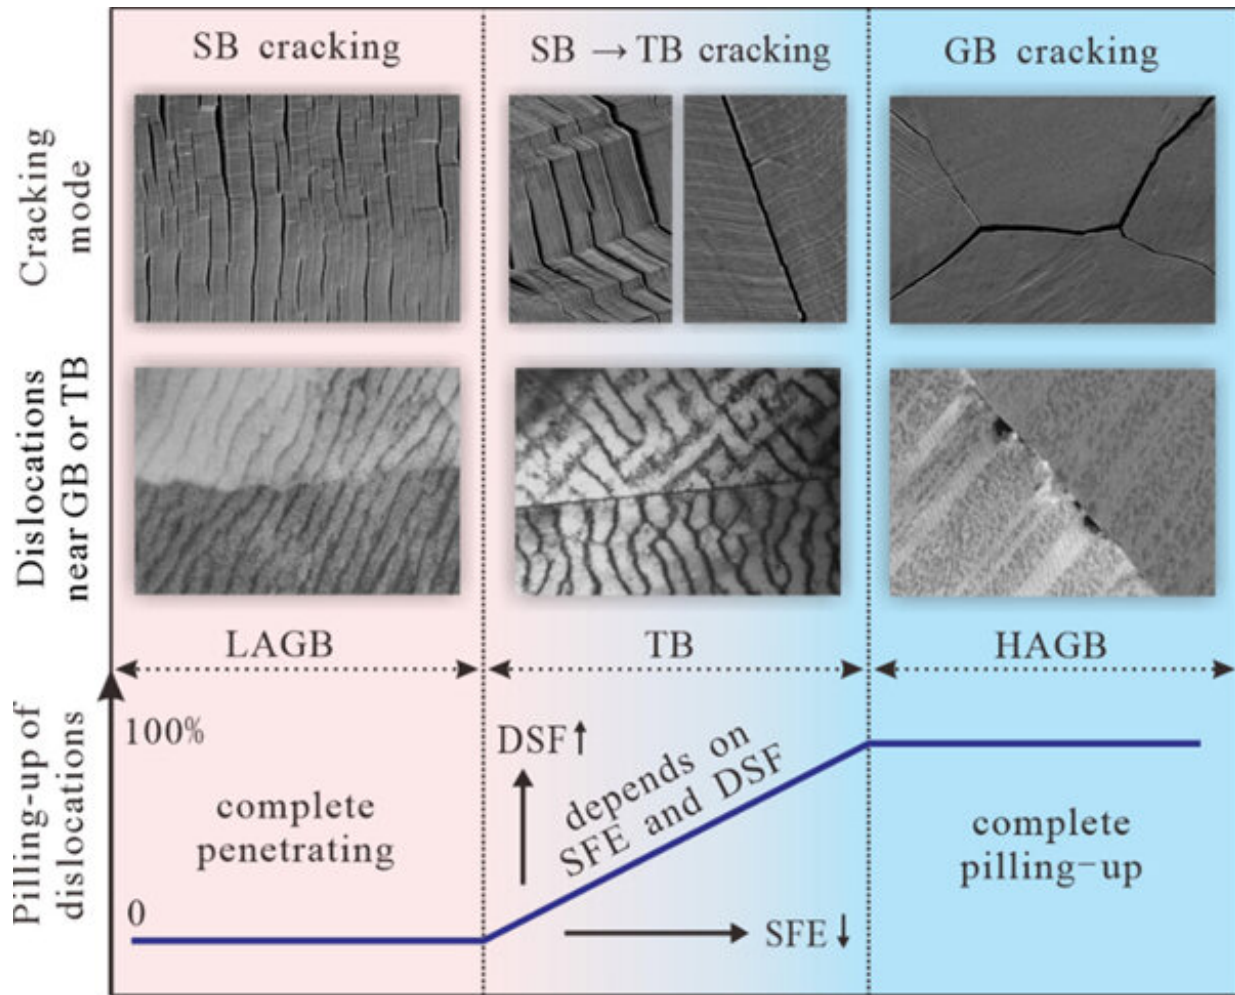 SB cracking
SB → TB cracking
GB cracking
Cracking
mode
Dislocations
near GB or TB
LAGB
TB
HAGB
Pilling-up of
dislocations
100%
0
complete
penetrating
DSF↑
depends on
SFE and DSF
SFE↓
complete
pilling-up